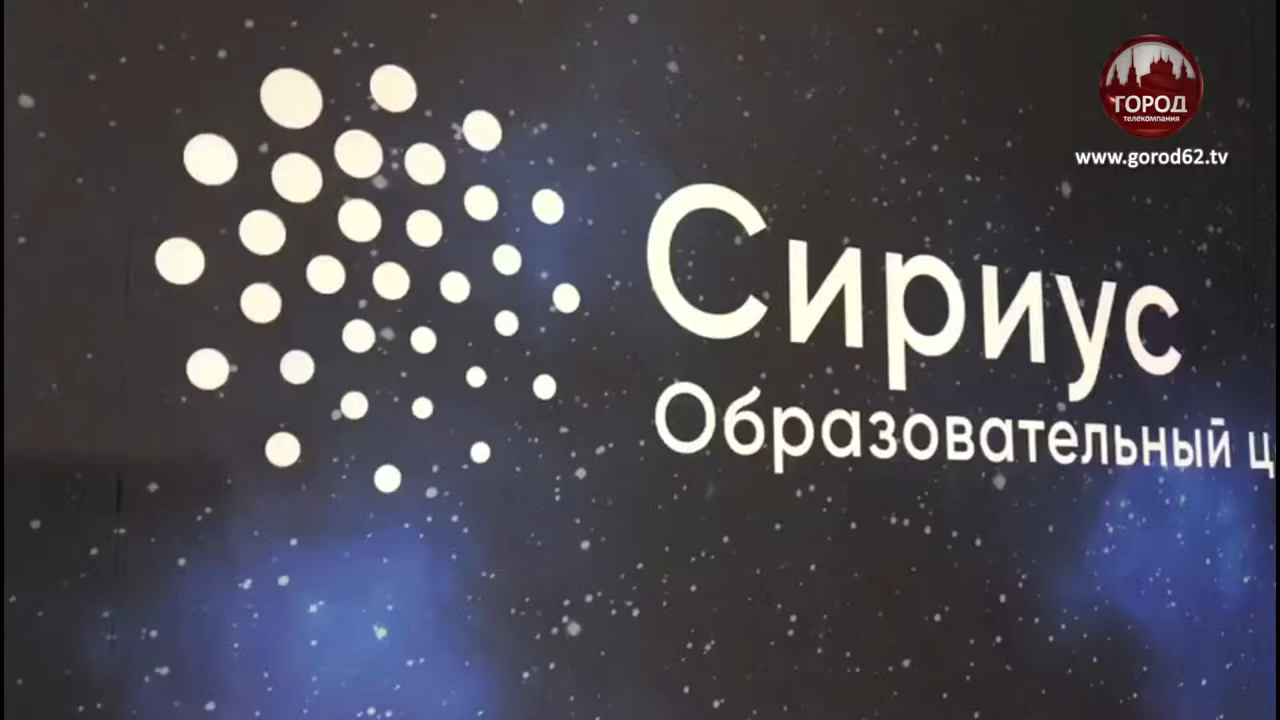 ГОРОД
телекомпания
www.gorod62.tv
Сириус
Образовательный ц